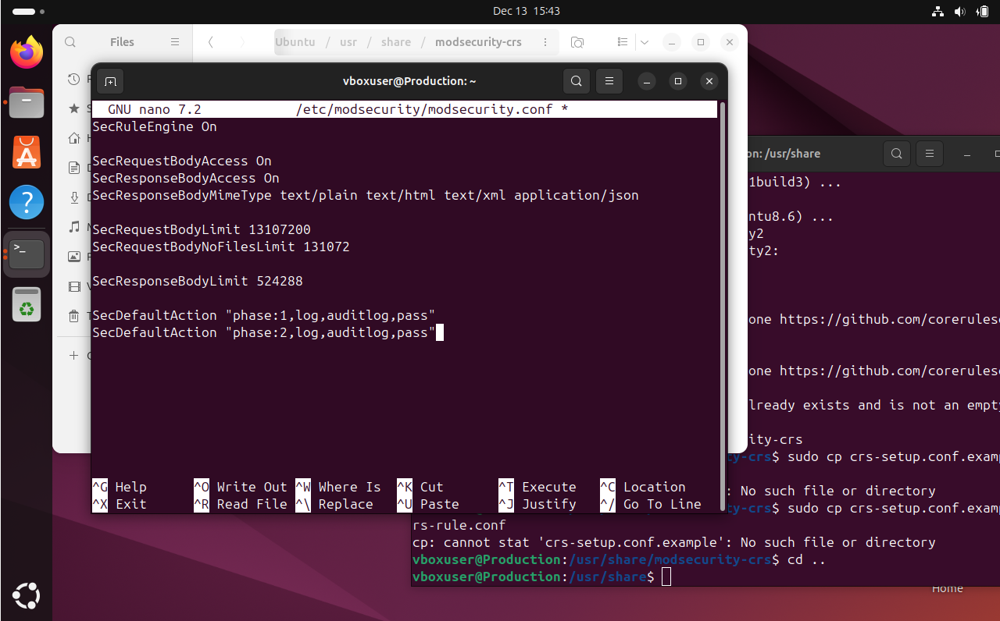 Dec 13 15:43
Files
Ubuntu / usr / share / modsecurity-crs
vboxuser@Production: ~
GNU nano 7.2 /etc/modsecurity/modsecurity.conf *
SecRuleEngine On
SecRequestBodyAccess On
SecResponseBodyAccess On
SecResponseBodyMimeType text/plain text/html text/xml application/json
SecRequestBodyLimit 13107200
SecRequestBodyNoFilesLimit 131072
SecResponseBodyLimit 524288
SecDefaultAction "phase:1,log,auditlog,pass"
SecDefaultAction "phase:2,log,auditlog,pass"
^G Help ^O Write Out ^W Where Is ^K Cut ^T Execute ^C Location
^X Exit ^R Read File ^\ Replace ^U Paste ^J Justify ^/ Go To Line
on: /usr/share
1build3) ...
ntu8.6) ...
y2
ty2:
one https://github.com/corerulese
one https://github.com/corerulese
lready exists and is not an empty
ity-crs
y-crs$ sudo cp crs-setup.conf.examp
: No such file or directory
y-crs$ sudo cp crs-setup.conf.examp
rs-rule.conf
cp: cannot stat 'crs-setup.conf.example': No such file or directory
vboxuser@Production:/usr/share/modsecurity-crs$ cd ..
vboxuser@Production:/usr/share$
Home